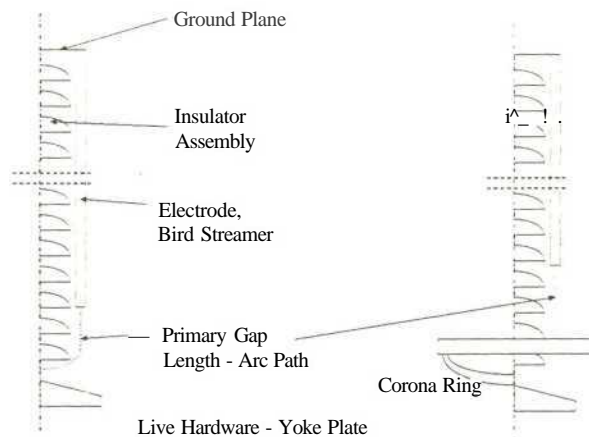 Ground Plane
Insulator
Assembly
Electrode,
Bird Streamer
Primary Gap
Length - Arc Path
Corona Ring
Live Hardware - Yoke Plate